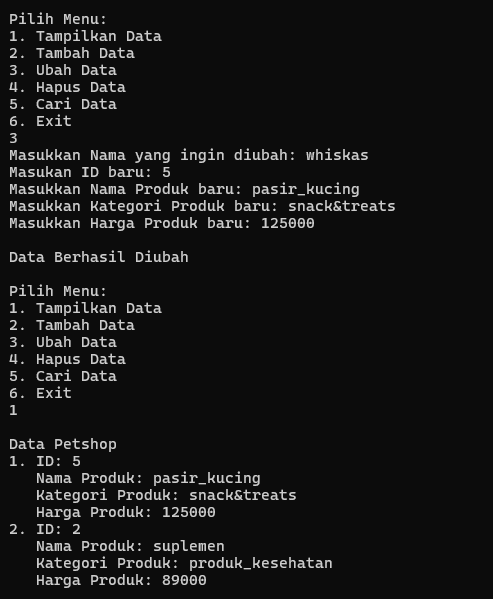 Pilih Menu:
1. Tampilkan Data
2. Tambah Data
3. Ubah Data
4. Hapus Data
5. Cari Data
6. Exit
3
Masukkan Nama yang ingin diubah: whiskas
Masukan ID baru: 5
Masukkan Nama Produk baru: pasir_kucing
Masukkan Kategori Produk baru: snack&treats
Masukkan Harga Produk baru: 125000
Data Berhasil Diubah
Pilih Menu:
1. Tampilkan Data
2. Tambah Data
3. Ubah Data
4. Hapus Data
5. Cari Data
6. Exit
1
Data Petshop
1. ID: 5
Nama Produk: pasir_kucing
Kategori Produk: snack&treats
Harga Produk: 125000
2. ID: 2
Nama Produk: suplemen
Kategori Produk: produk_kesehatan
Harga Produk: 89000